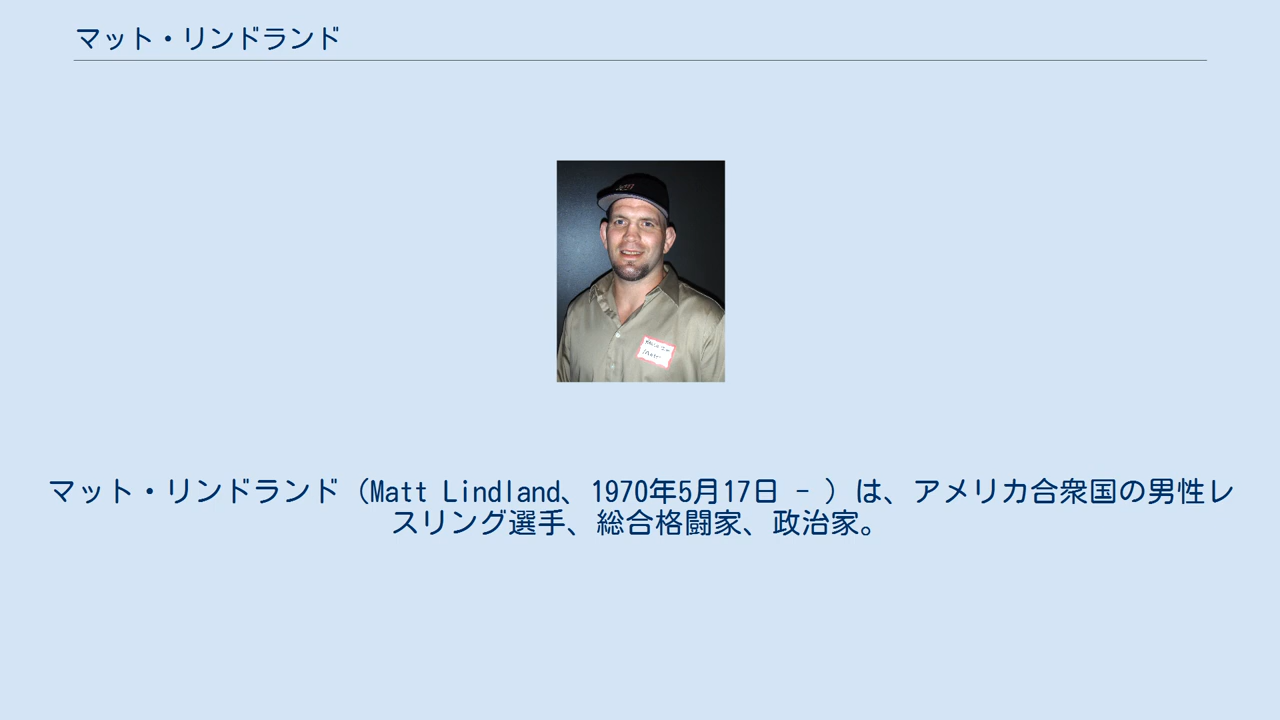 マット・リンドランド
マット・リンドランド（Matt Lindland、1970年5月17日 - ）は、アメリカ合衆国の男性レ
スリング選手、総合格闘家、政治家。